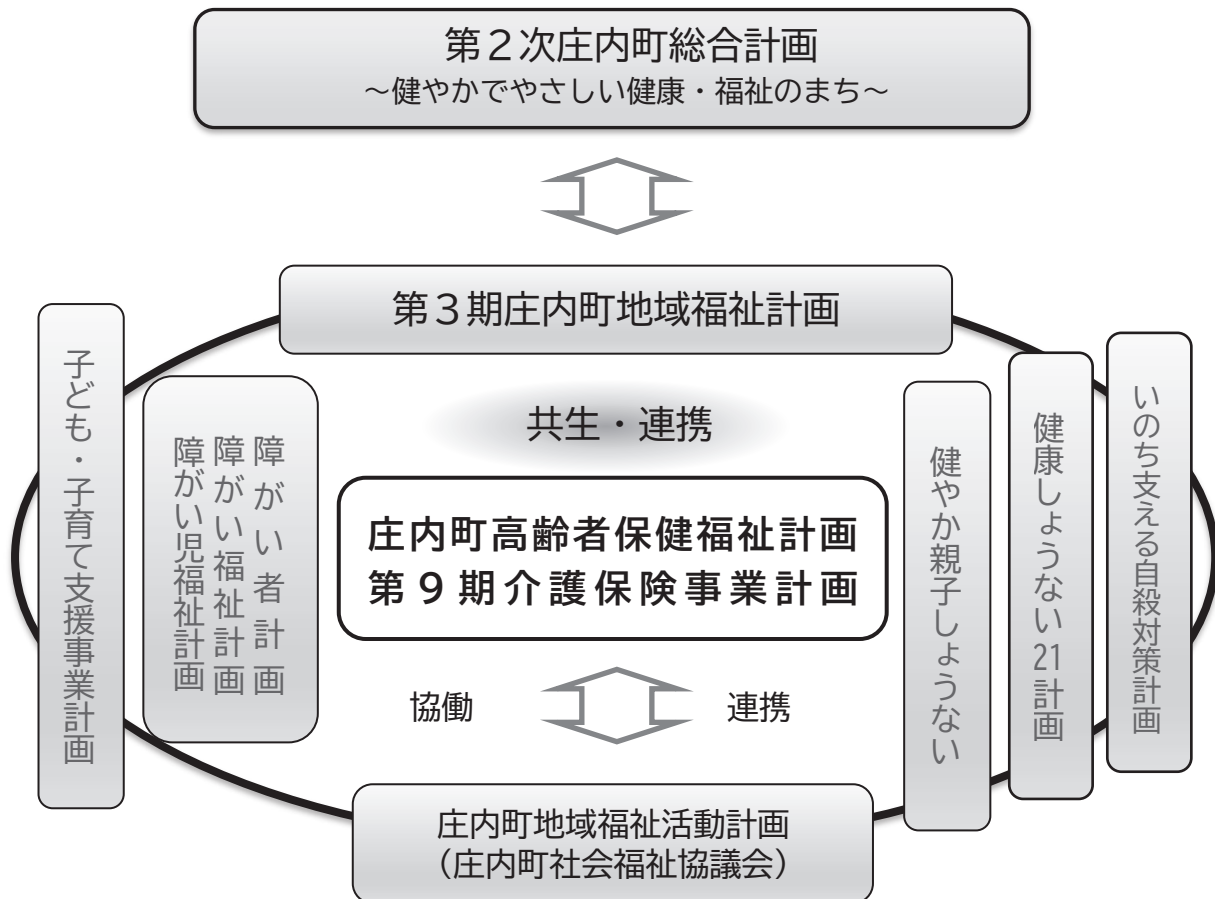 第２次庄内町総合計画
～健やかでやさしい健康・福祉のまち～
第３期庄内町地域福祉計画
子ども・子育て支援事業計画
障がい者計画
障がい福祉計画
障がい児福祉計画
共生・連携
庄内町高齢者保健福祉計画
第９期介護保険事業計画
健やか親子しょうない
健康しょうない21計画
いのち支える自殺対策計画
協働
連携
庄内町地域福祉活動計画
（庄内町社会福祉協議会）